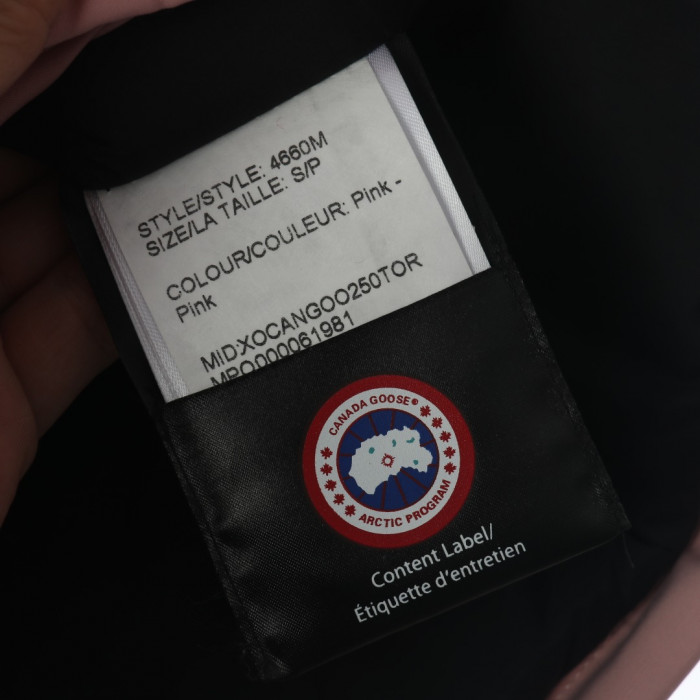 STYLE/STYLE: 4660M
SIZE/LA TAILLE: S/P
COLOUR/COULEUR: Pink -
Pink
MID:XOCANGOO250TOR
MPO000061981
CANADA GOOSE®
ARCTIC PROGRAM
Content Label/
Étiquette d'entretien